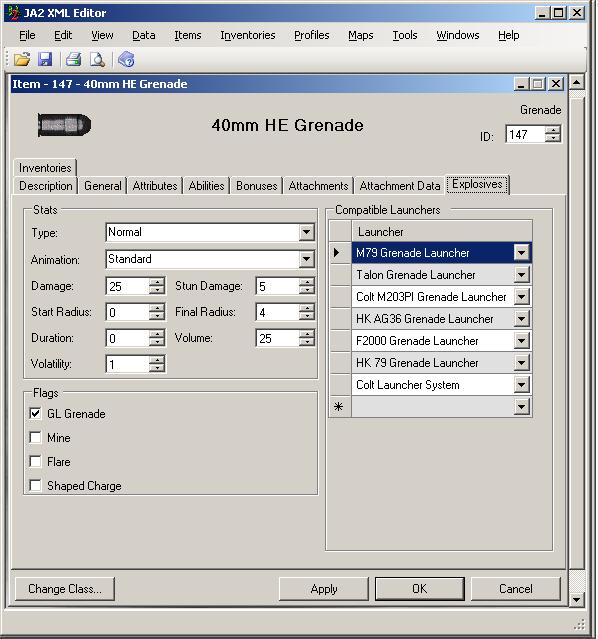 JA2 XML Editor
File Edit View Data Items Inventories Profiles Maps Tools Windows Help
Item - 147 - 40mm HE Grenade
Grenade
40mm HE Grenade
ID: 147
Inventories
Description General Attributes Abilities Bonuses Attachments Attachment Data Explosives
Stats
Type: Normal
Animation: Standard
Damage: 25 Stun Damage: 5
Start Radius: 0 Final Radius: 4
Duration: 0 Volume: 25
Volatility: 1
Flags
GL Grenade
Mine
Flare
Shaped Charge
Compatible Launchers
Launcher
M79 Grenade Launcher
Talon Grenade Launcher
Colt M203PI Grenade Launcher
HK AG36 Grenade Launcher
F2000 Grenade Launcher
HK 79 Grenade Launcher
Colt Launcher System
Change Class... Apply OK Cancel